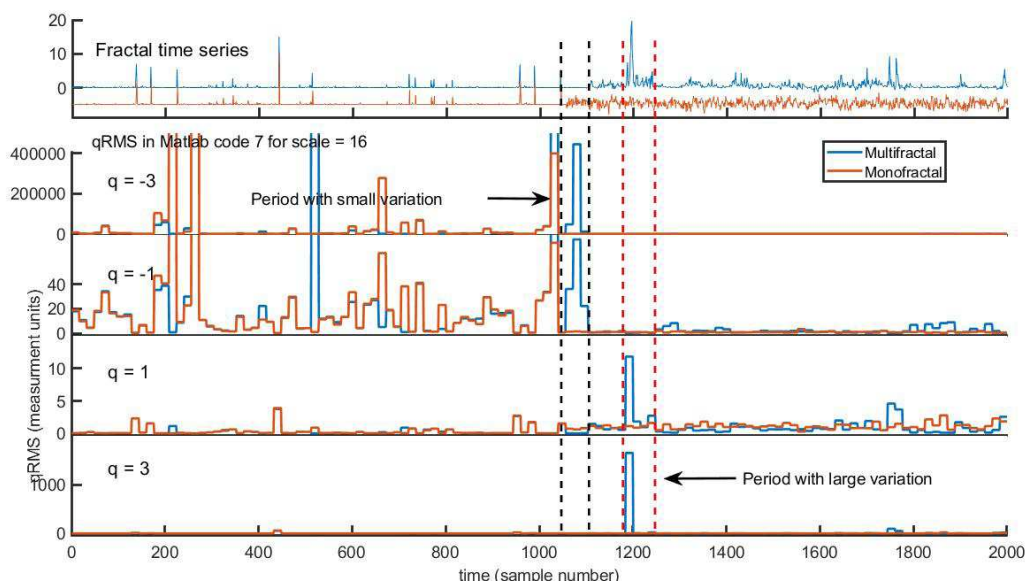 20
Fractal time series
10
0
qRMS in Matlab code 7 for scale = 16
400000
q = -3
Period with small variation
200000
0
Multifractal
Monofractal
q = -1
40
20
0
q = 1
10
5
0
q = 3
Period with large variation
1000
0
qRMS (measurment units)
0 200 400 600 800 1000 1200 1400 1600 1800 2000
time (sample number)